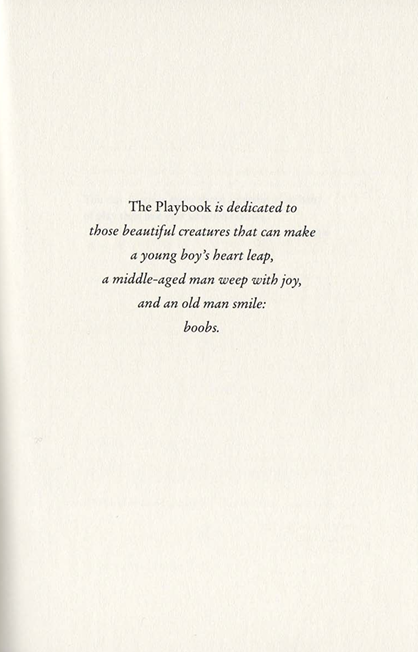 The Playbook is dedicated to
those beautiful creatures that can make
a young boy's heart leap,
a middle-aged man weep with joy,
and an old man smile:
boobs.